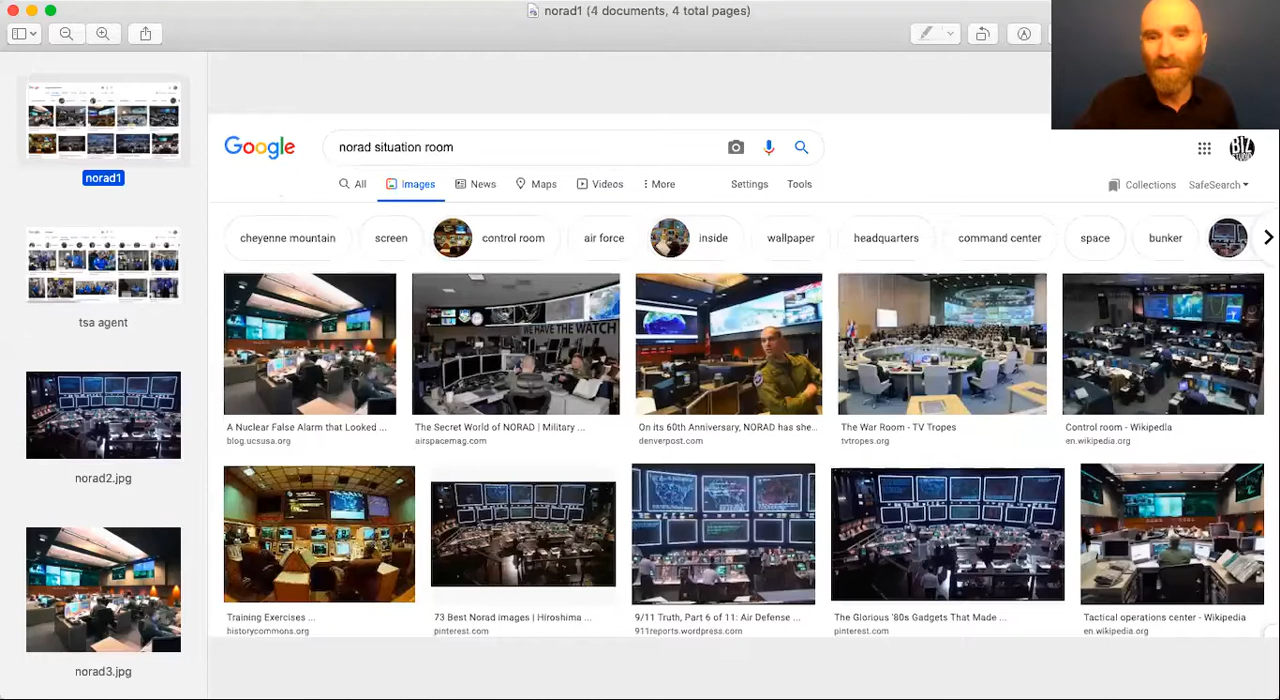 norad1 (4 documents, 4 total pages)
norad1
tsa agent
norad2.jpg
norad3.jpg
Google
norad situation room
BIZ
All Images News Maps Videos More Settings Tools
Collections SafeSearch
cheyenne mountain screen control room air force inside wallpaper headquarters command center space bunker
WE HAVE THE WATCH
A Nuclear False Alarm that Looked ...
blog.ucsusa.org
The Secret World of NORAD | Military ...
airspacemag.com
On its 60th Anniversary, NORAD has she...
denverpost.com
The War Room - TV Tropes
tvtropes.org
Control room - Wikipedia
en.wikipedia.org
Training Exercises ...
historycommons.org
73 Best Norad images | Hiroshima ...
pinterest.com
9/11 Truth, Part 6 of 11: Air Defense ...
911reports.wordpress.com
The Glorious '80s Gadgets That Made ...
pinterest.com
Tactical operations center - Wikipedia
en.wikipedia.org